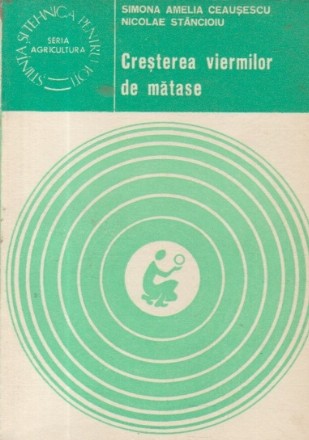 SIMONA AMELIA CEAUȘESCU
NICOLAE STĂNCIOIU
ȘTIINȚA ȘI TEHNICA PENTRU TOȚI
SERIA
AGRICULTURA
Creșterea viermilor
de mătase